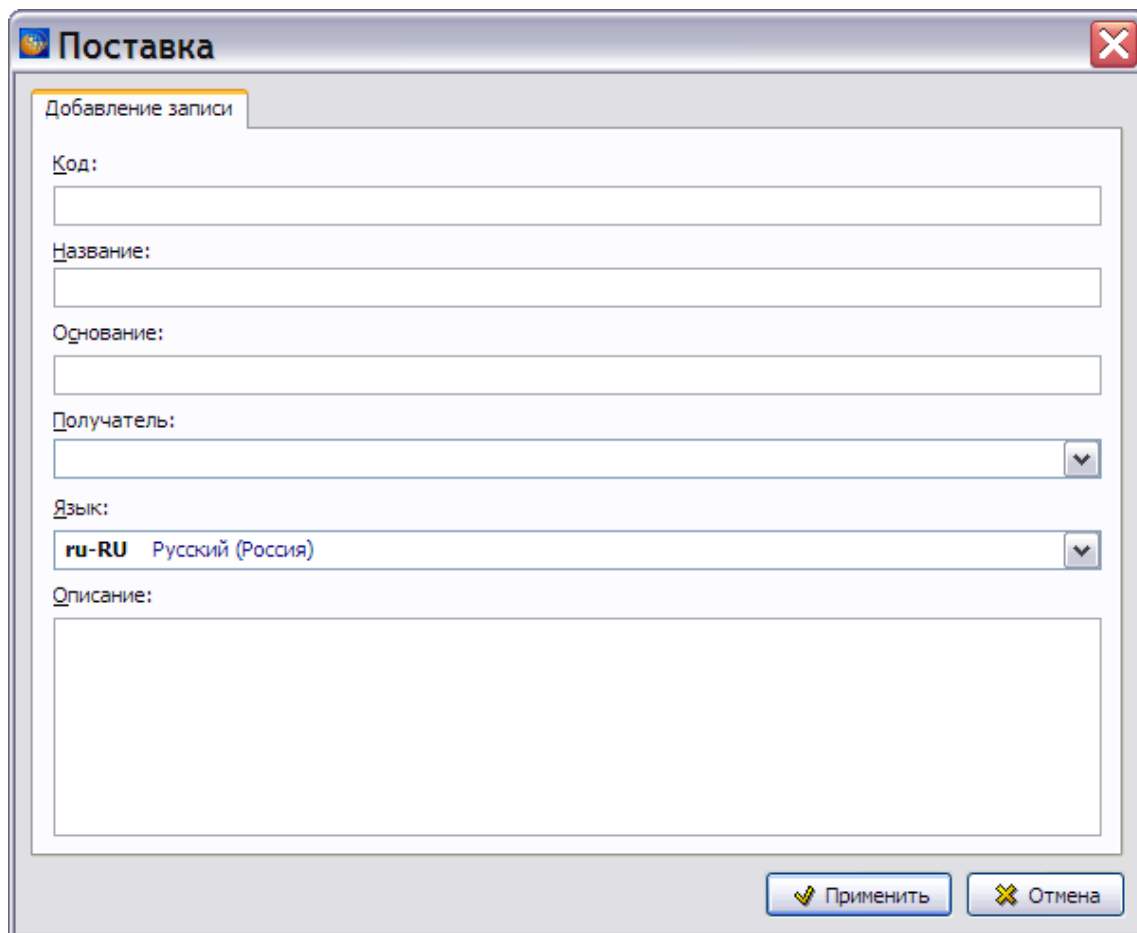 Поставка
Добавление записи
Код:
Название:
Основание:
Получатель:
Язык:
ru-RU Русский (Россия)
Описание:
Применить Отмена